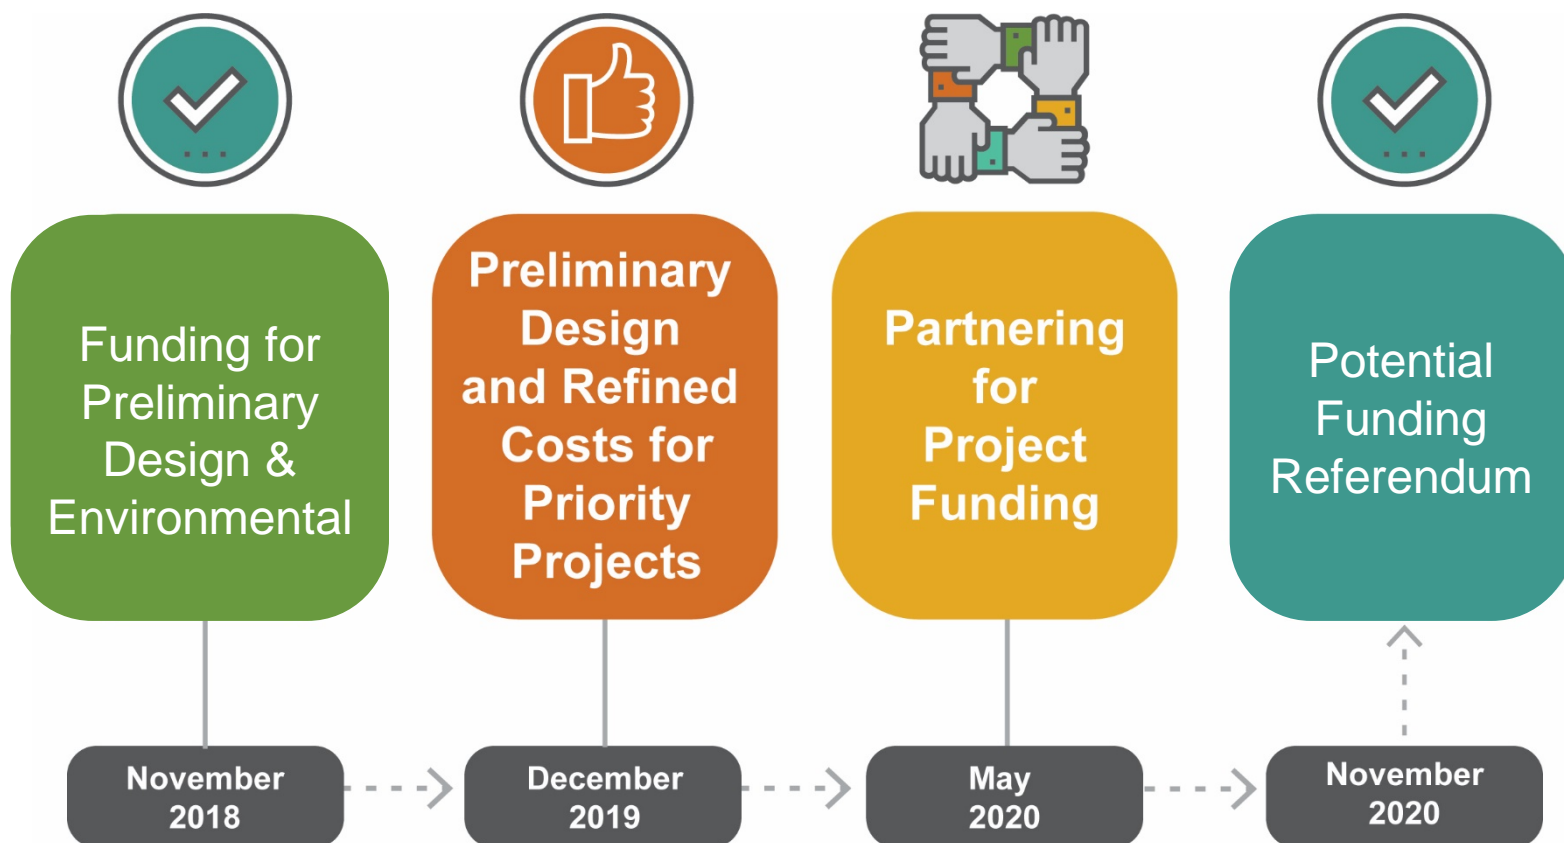 Funding for
Preliminary
Design &
Environmental
Preliminary
Design
and Refined
Costs for
Priority
Projects
Partnering
for
Project
Funding
Potential
Funding
Referendum
November
2018
December
2019
May
2020
November
2020